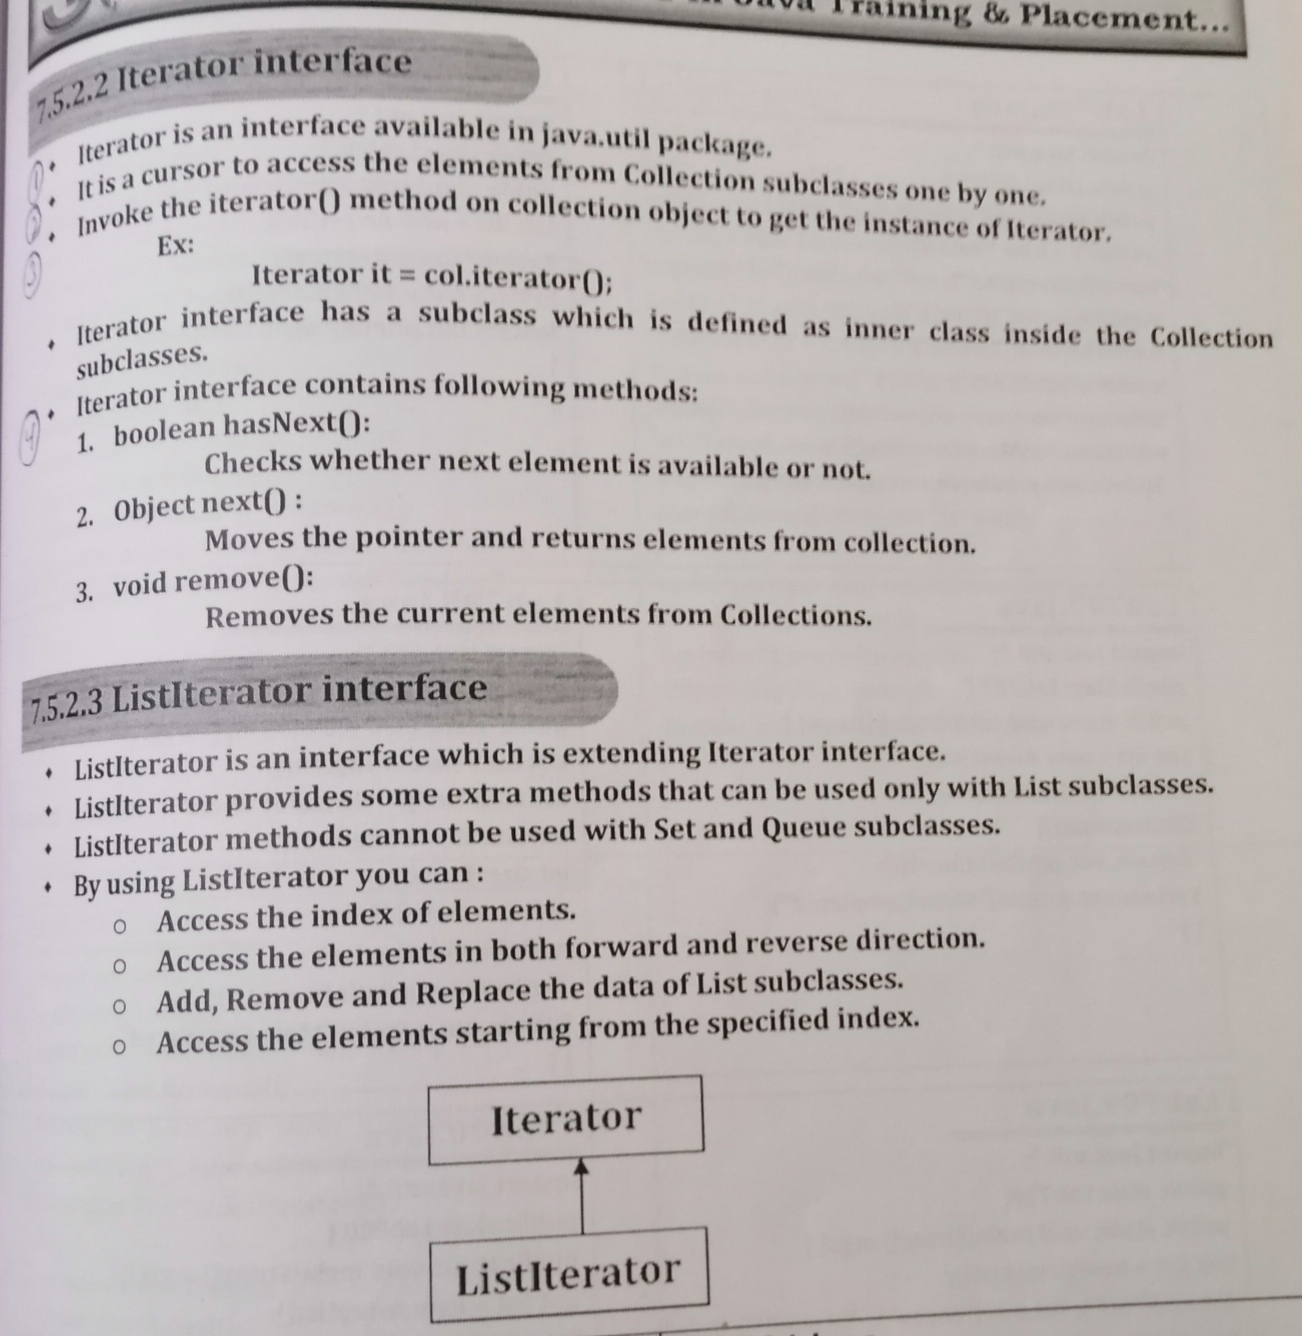 Java Training & Placement...
7.5.2.2 Iterator interface
⬧ Iterator is an interface available in java.util package.
⬧ It is a cursor to access the elements from Collection subclasses one by one.
⬧ Invoke the iterator() method on collection object to get the instance of Iterator.
Ex:
Iterator it = col.iterator();
⬧ Iterator interface has a subclass which is defined as inner class inside the Collection
subclasses.
⬧ Iterator interface contains following methods:
1. boolean hasNext():
Checks whether next element is available or not.
2. Object next() :
Moves the pointer and returns elements from collection.
3. void remove():
Removes the current elements from Collections.
7.5.2.3 ListIterator interface
⬧ ListIterator is an interface which is extending Iterator interface.
⬧ ListIterator provides some extra methods that can be used only with List subclasses.
⬧ ListIterator methods cannot be used with Set and Queue subclasses.
⬧ By using ListIterator you can :
o Access the index of elements.
o Access the elements in both forward and reverse direction.
o Add, Remove and Replace the data of List subclasses.
o Access the elements starting from the specified index.
Iterator
ListIterator